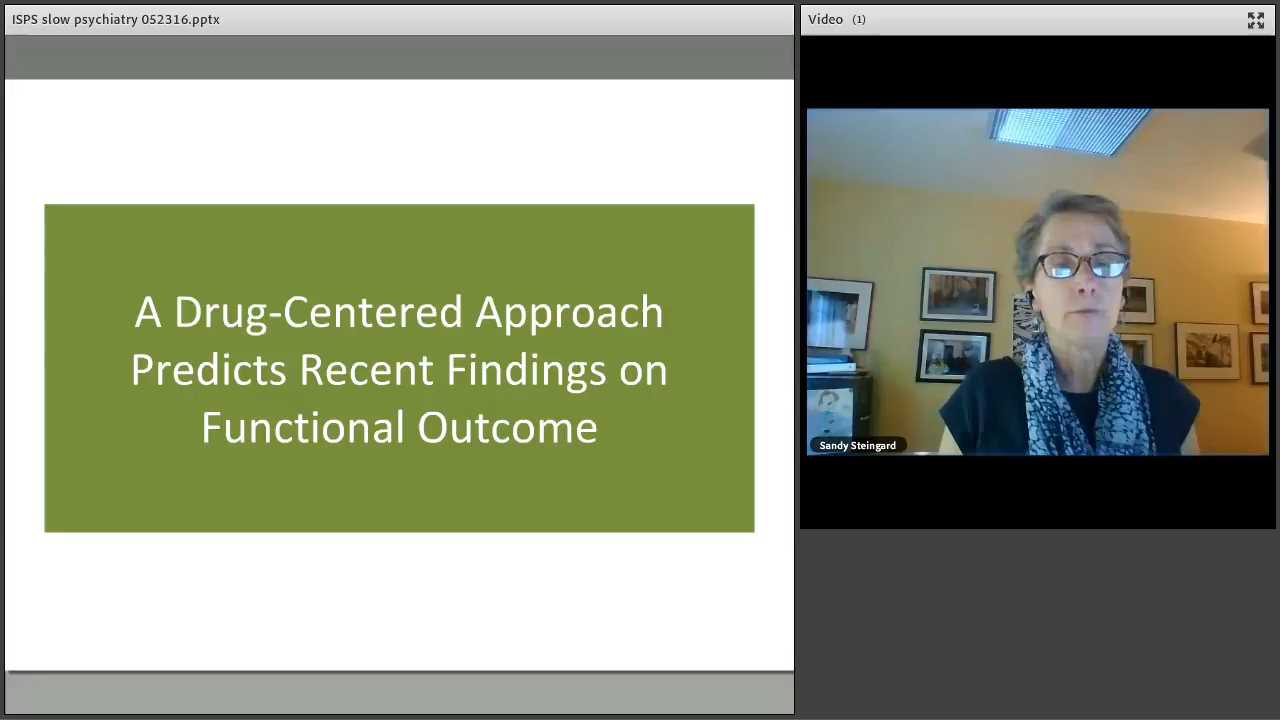 ISPS slow psychiatry 052316.pptx
Video (1)
A Drug-Centered Approach
Predicts Recent Findings on
Functional Outcome
Sandy Steingard